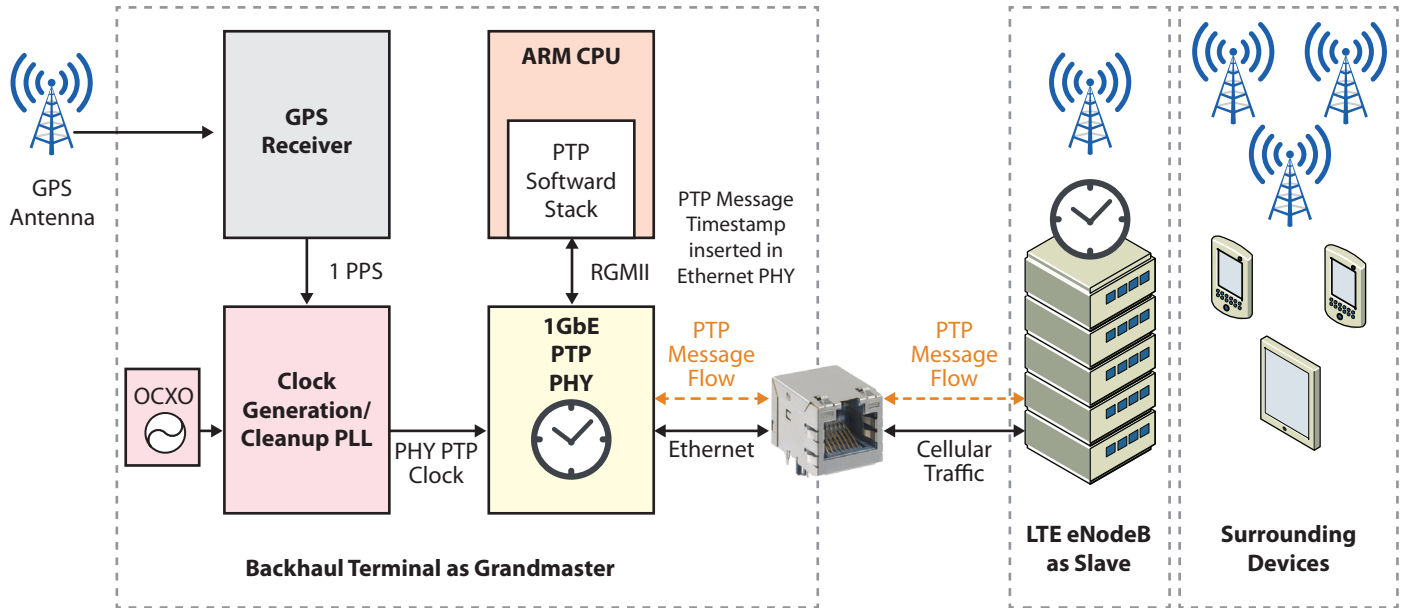 GPS
Antenna
GPS
Receiver
1 PPS
OCXO
Clock
Generation/
Cleanup PLL
PHY PTP
Clock
ARM CPU
PTP
Softward
Stack
RGMII
PTP Message
Timestamp
inserted in
Ethernet PHY
1GbE
PTP
PHY
PTP
Message
Flow
Ethernet
PTP
Message
Flow
Cellular
Traffic
Backhaul Terminal as Grandmaster
LTE eNodeB
as Slave
Surrounding
Devices